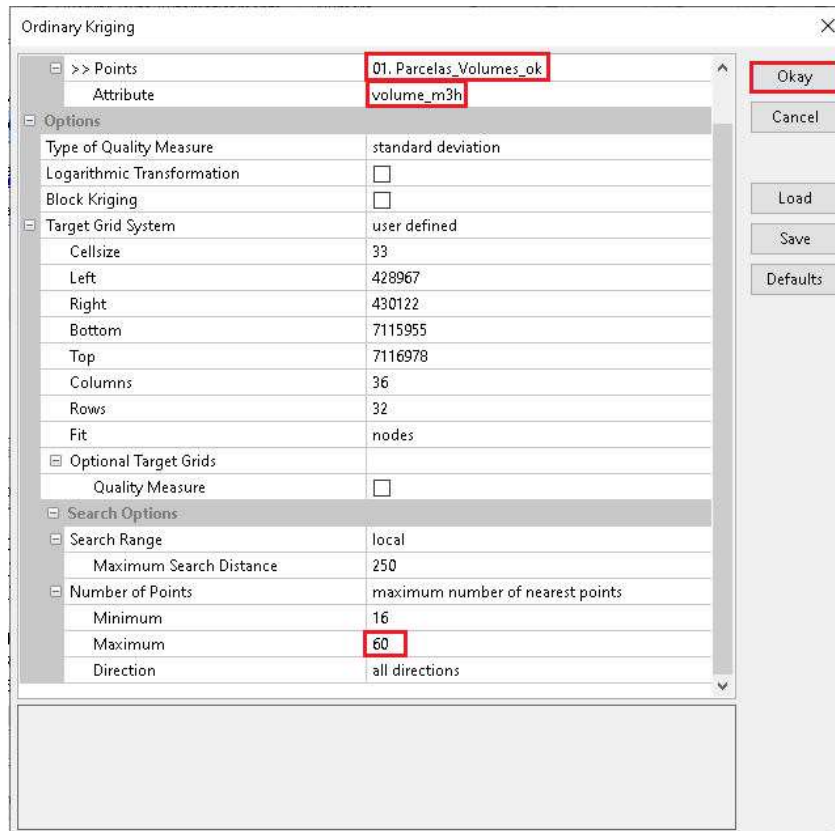 Ordinary Kriging
>> Points 01. Parcelas_Volumes_ok
Attribute volume_m3h
Okay
Cancel
Load
Save
Defaults
Options
Type of Quality Measure standard deviation
Logarithmic Transformation
Block Kriging
Target Grid System user defined
Cellsize 33
Left 428967
Right 430122
Bottom 7115955
Top 7116978
Columns 36
Rows 32
Fit nodes
Optional Target Grids
Quality Measure
Search Options
Search Range local
Maximum Search Distance 250
Number of Points maximum number of nearest points
Minimum 16
Maximum 60
Direction all directions